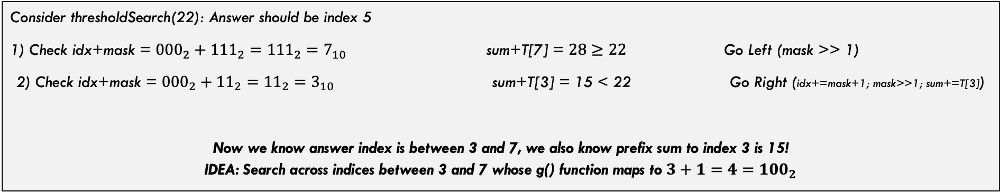 Consider thresholdSearch(22): Answer should be index 5
1) Check idx+mask = 000₂ + 111₂ = 111₂ = 7₁₀ sum+T[7] = 28 ≥ 22 Go Left (mask >> 1)
2) Check idx+mask = 000₂ + 11₂ = 11₂ = 3₁₀ sum+T[3] = 15 < 22 Go Right (idx+=mask+1; mask>>1; sum+=T[3])
Now we know answer index is between 3 and 7, we also know prefix sum to index 3 is 15!
IDEA: Search across indices between 3 and 7 whose g() function maps to 3 + 1 = 4 = 100₂